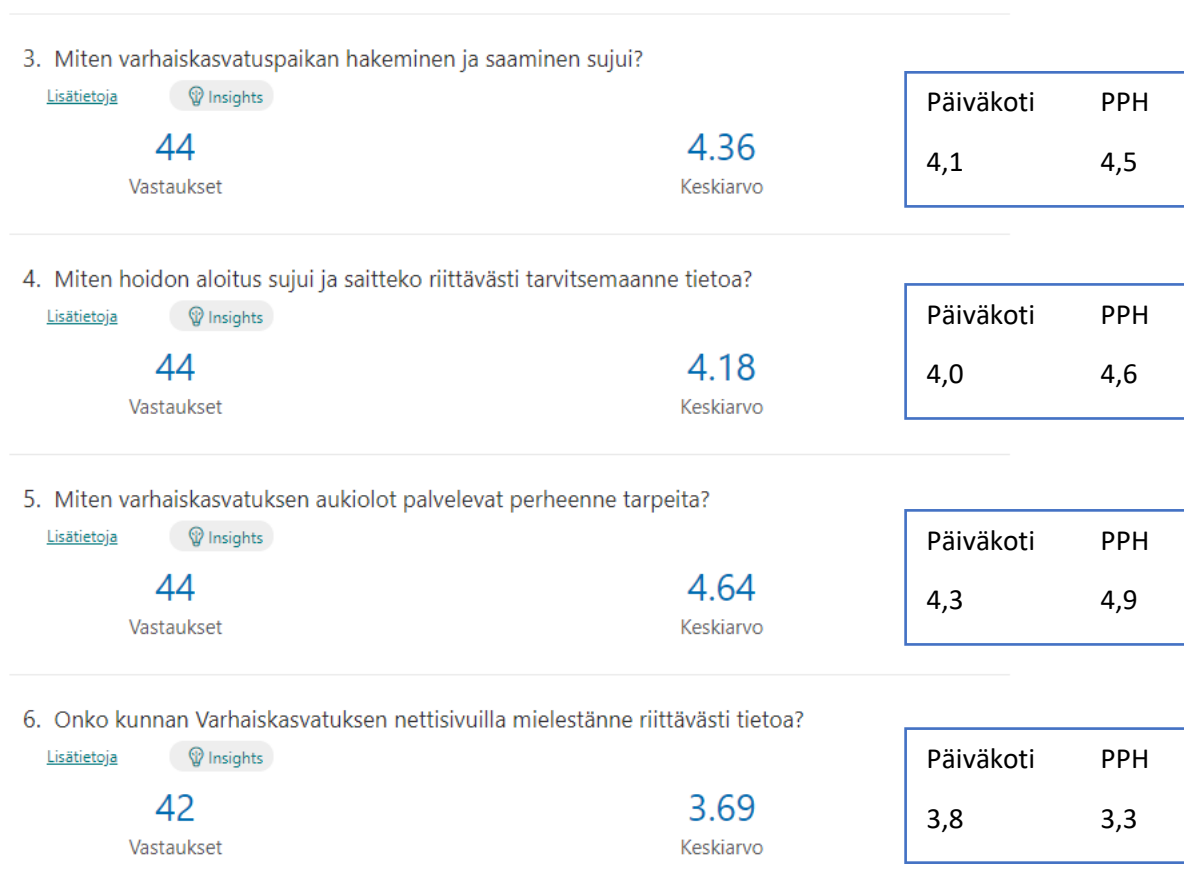 3. Miten varhaiskasvatuspaikan hakeminen ja saaminen sujui?
Lisätietoja Insights
44 4.36
Vastaukset Keskiarvo
Päiväkoti PPH
4,1 4,5
4. Miten hoidon aloitus sujui ja saitteko riittävästi tarvitsemaanne tietoa?
Lisätietoja Insights
44 4.18
Vastaukset Keskiarvo
Päiväkoti PPH
4,0 4,6
5. Miten varhaiskasvatuksen aukiolot palvelevat perheenne tarpeita?
Lisätietoja Insights
44 4.64
Vastaukset Keskiarvo
Päiväkoti PPH
4,3 4,9
6. Onko kunnan Varhaiskasvatuksen nettisivuilla mielestänne riittävästi tietoa?
Lisätietoja Insights
42 3.69
Vastaukset Keskiarvo
Päiväkoti PPH
3,8 3,3